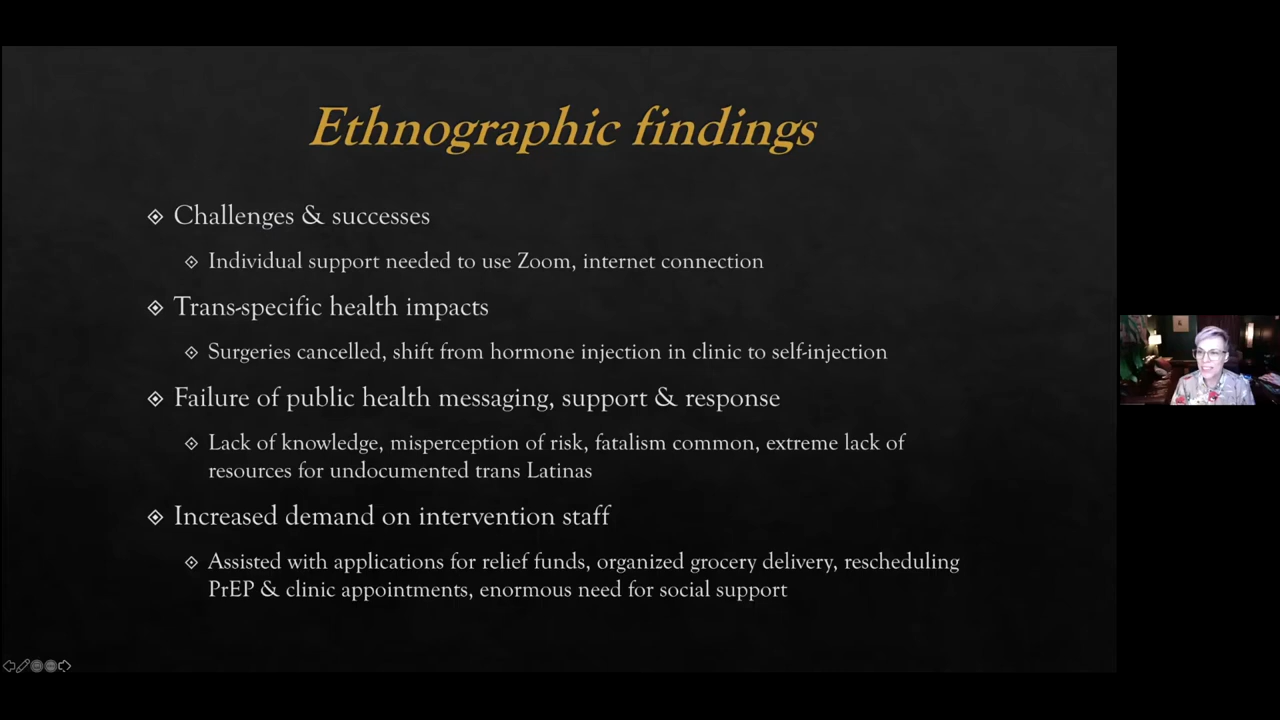 Ethnographic findings
Challenges & successes
Individual support needed to use Zoom, internet connection
Trans-specific health impacts
Surgeries cancelled, shift from hormone injection in clinic to self-injection
Failure of public health messaging, support & response
Lack of knowledge, misperception of risk, fatalism common, extreme lack of
resources for undocumented trans Latinas
Increased demand on intervention staff
Assisted with applications for relief funds, organized grocery delivery, rescheduling
PrEP & clinic appointments, enormous need for social support